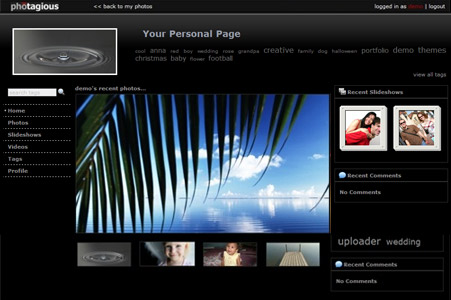 photagious
<< back to my photos
logged in as demo | logout
Your Personal Page
cool anna red boy wedding rose grandpa creative family dog halloween portfolio demo themes
christmas baby flower football
view all tags
search tags
demo's recent photos...
Recent Slideshows
Home
Photos
Slideshows
Videos
Tags
Profile
Recent Comments
No Comments
uploader wedding
Recent Comments
No Comments